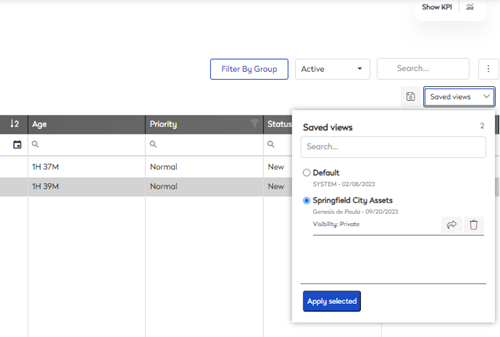 Show KPI
Filter By Group
Active
Search...
Saved views
2 Age Priority Status
Saved views 2
Search...
1H 37M Normal New
Default
SYSTEM - 02/08/2023
1H 39M Normal New
Springfield City Assets
Genesis de Paula - 09/20/2023
Visibility: Private
Apply selected